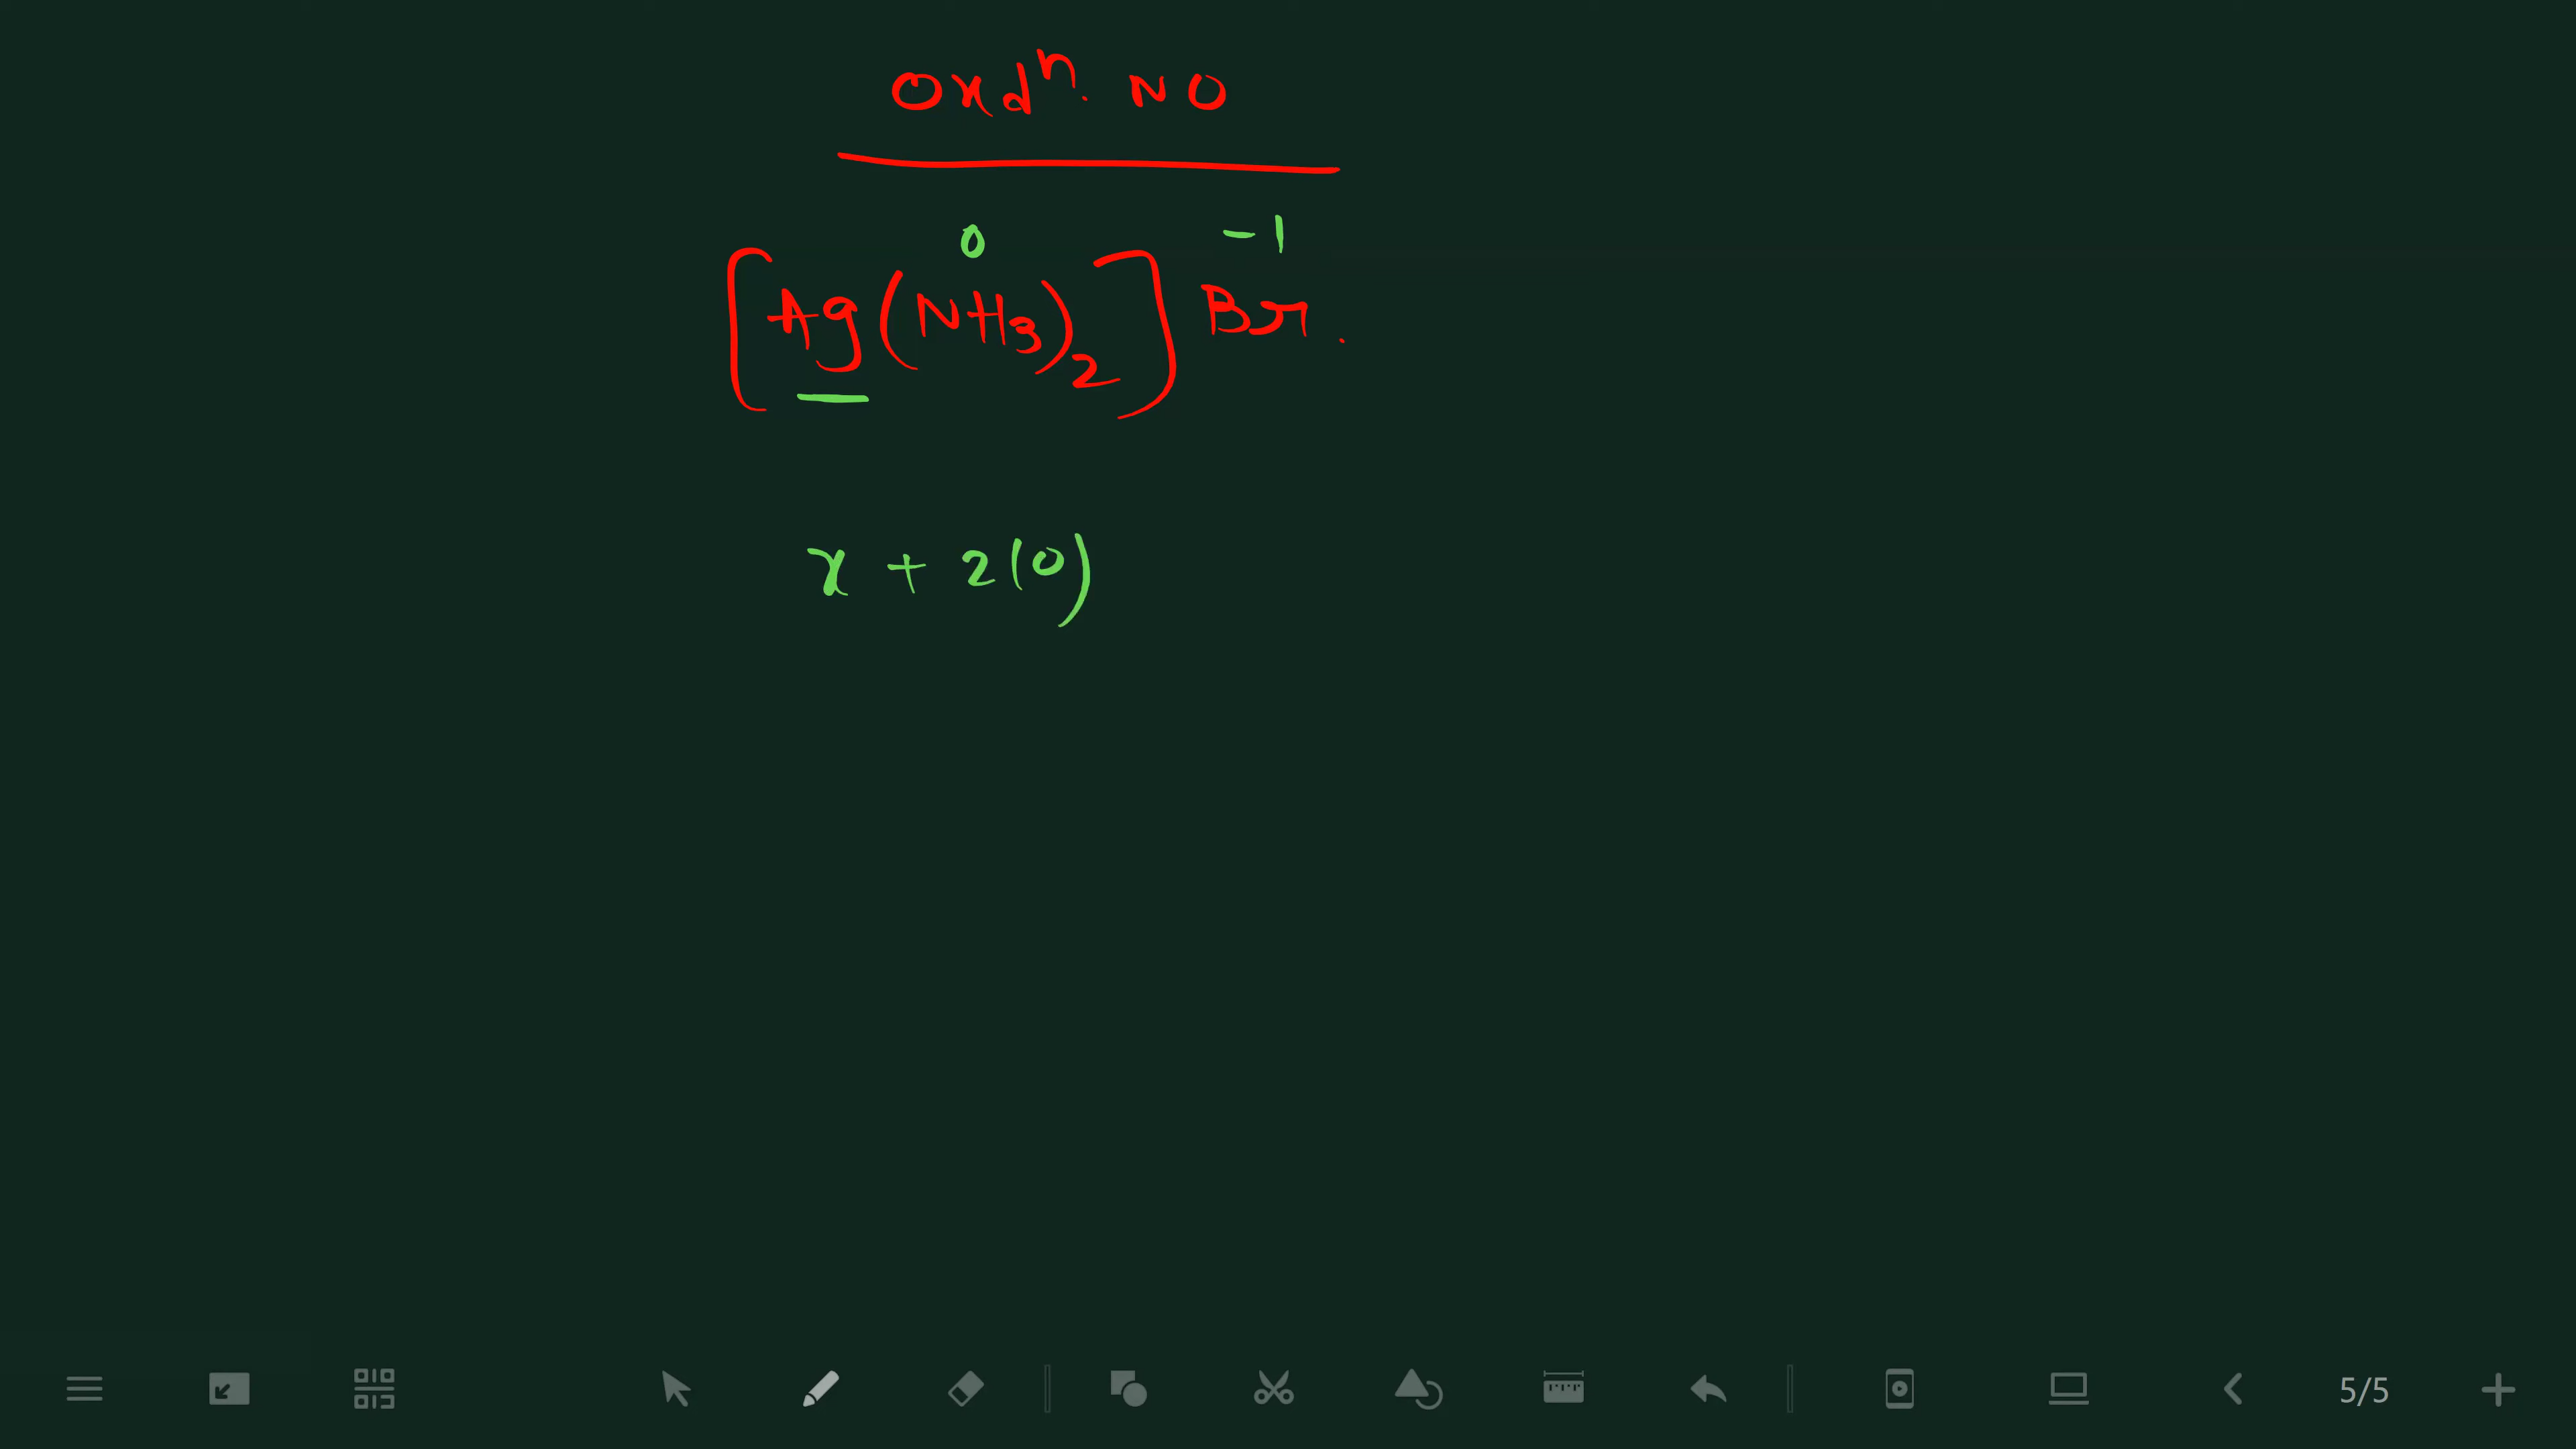 Oxdⁿ. NO
0 -1
[Ag(NH₃)₂] Br.
x + 2(0)
5/5